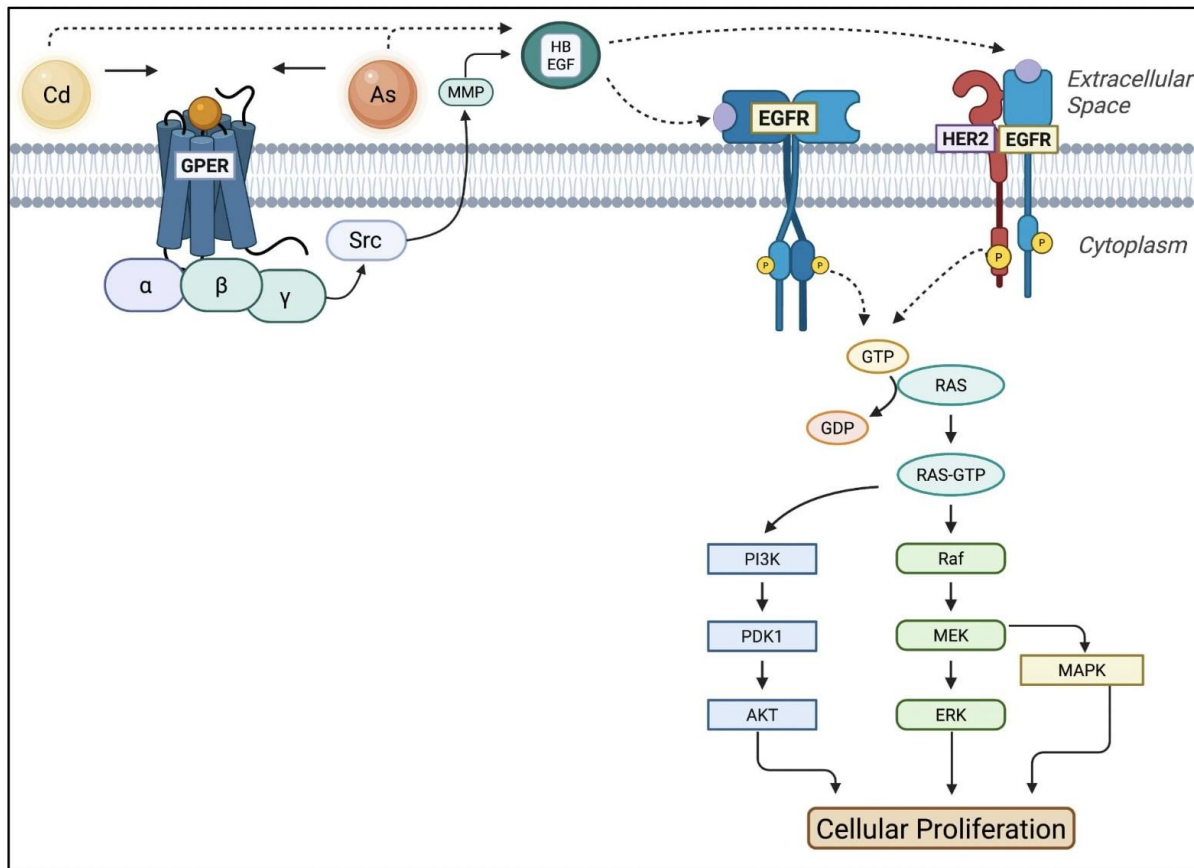 Cd
As
HB
EGF
MMP
EGFR
Extracellular
Space
HER2
EGFR
GPER
Src
Cytoplasm
α
β
γ
P
P
P
P
GTP
RAS
GDP
RAS-GTP
PI3K
Raf
PDK1
MEK
MAPK
AKT
ERK
Cellular Proliferation